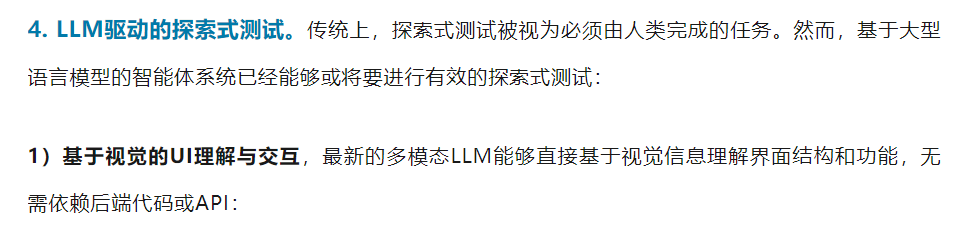 4. LLM驱动的探索式测试。传统上，探索式测试被视为必须由人类完成的任务。然而，基于大型
语言模型的智能体系统已经能够或将要进行有效的探索式测试：
1）基于视觉的UI理解与交互，最新的多模态LLM能够直接基于视觉信息理解界面结构和功能，无
需依赖后端代码或API：